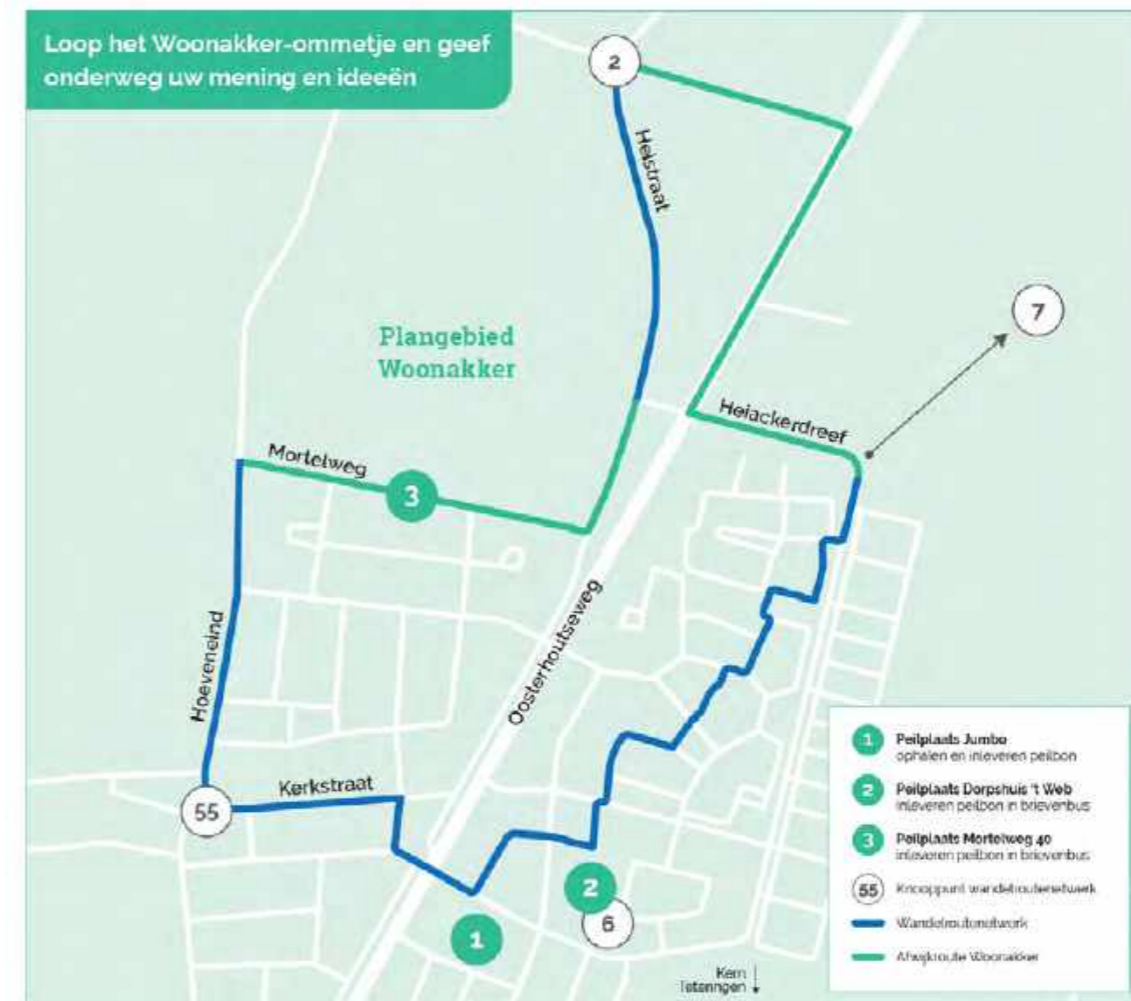 Loop het Woonakker-ommetje en geef
onderweg uw mening en ideeën
2
Heistraat
7
Plangebied
Woonakker
Heiackerdreef
Mortelweg
3
Hoeveneind
Oosterhoutseweg
Kerkstraat
55
2
6
1
Kern
1 Peilplaats Jumbo
ophalen en inleveren peilbon
2 Peilplaats Dorpshuis 't Web
inleveren peilbon in brievenbus
3 Peilplaats Mortelweg 40
inleveren peilbon in brievenbus
55 Knooppunt wandelroutenetwerk
Wandelroutenetwerk
Afwijkroute Woonakker